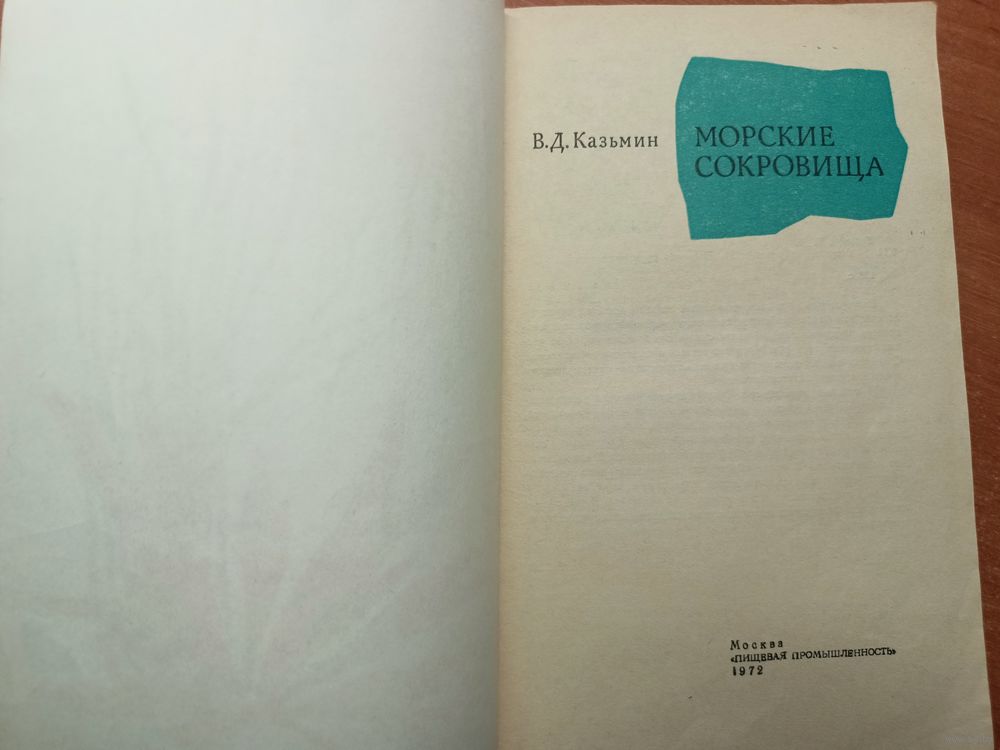 В.Д. Казьмин
МОРСКИЕ
СОКРОВИЩА
Москва
«ПИЩЕВАЯ ПРОМЫШЛЕННОСТЬ»
1972